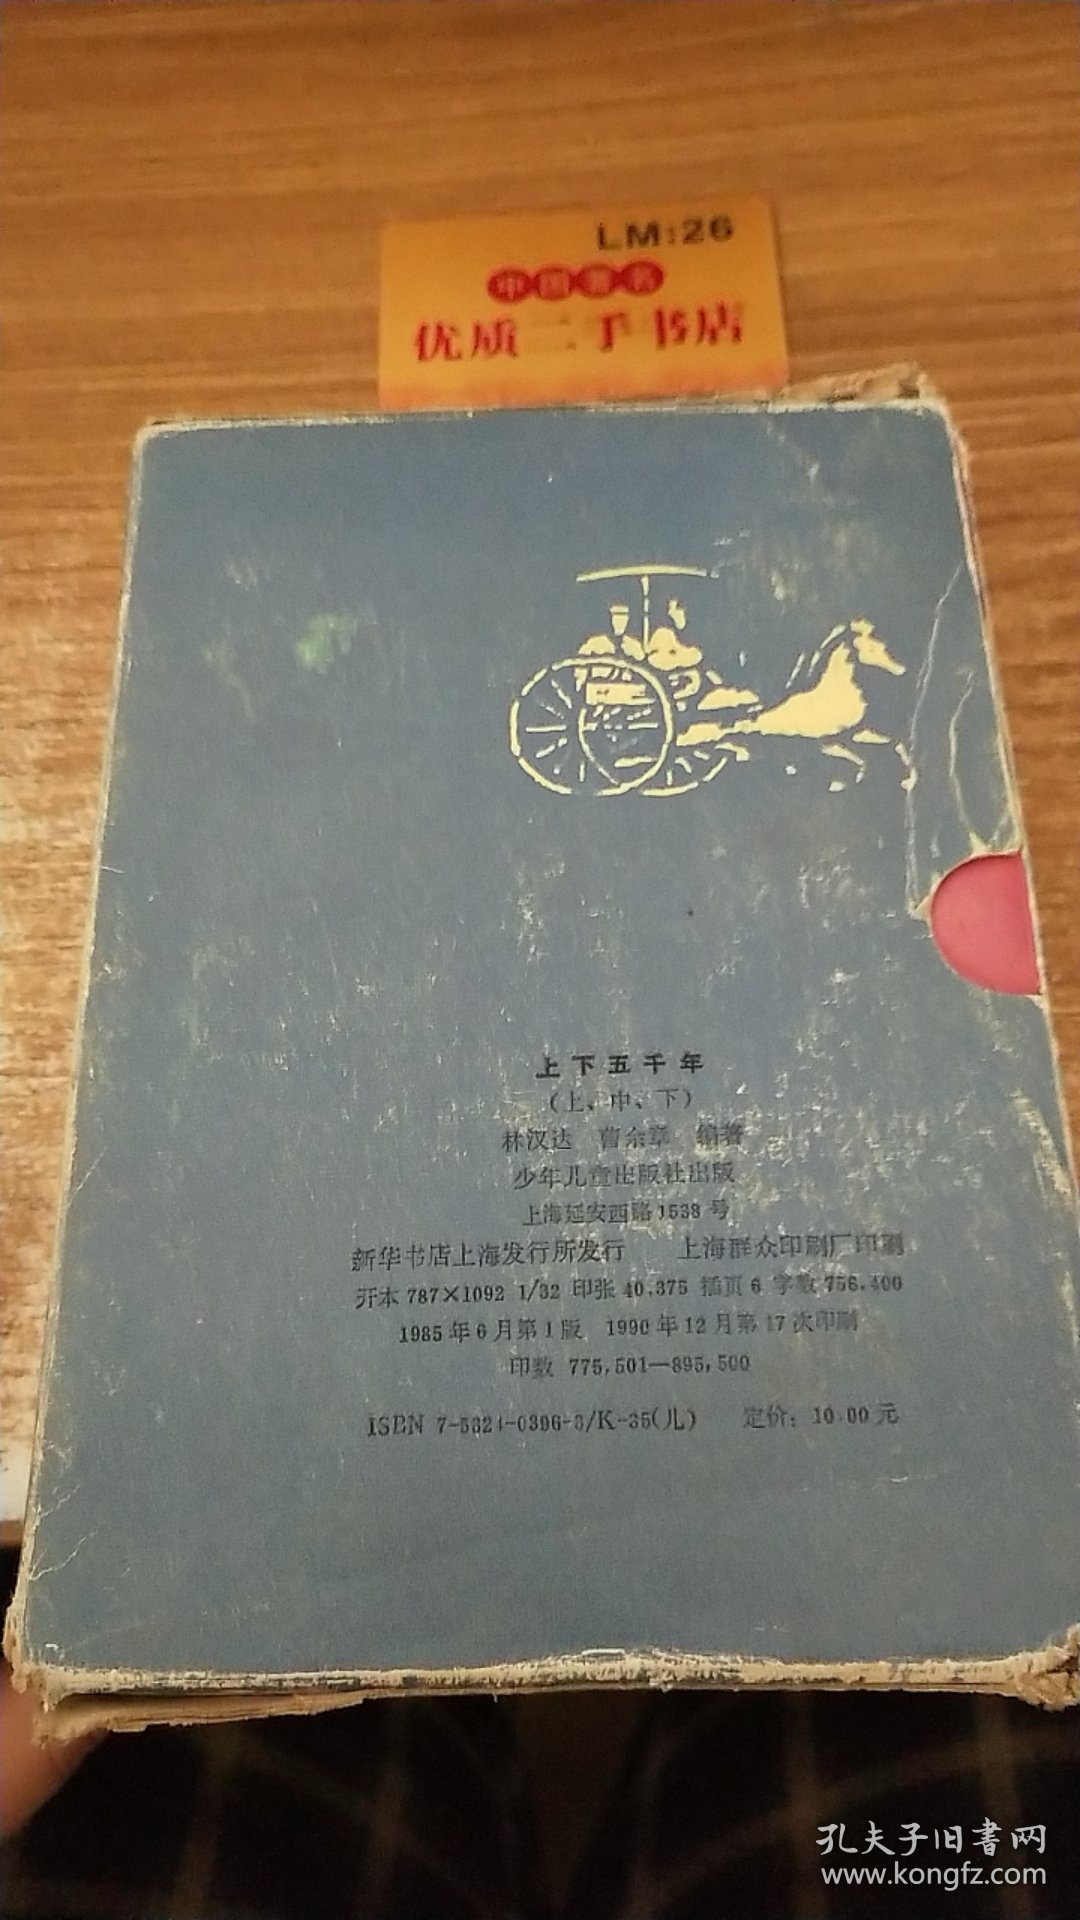 LM:26
中国著名
优质二手书店
上下五千年
(上、中、下)
林汉达 曹余章 编著
少年儿童出版社出版
上海延安西路1538号
新华书店上海发行所发行 上海群众印刷厂印刷
开本 787×1092 1/32 印张 40.375 插页 6 字数 756,400
1985年6月第1版 1990年12月第17次印刷
印数 775,501—895,500
ISBN 7-5324-0396-8/K·35(儿) 定价：10.00元
孔夫子旧书网
www.kongfz.com